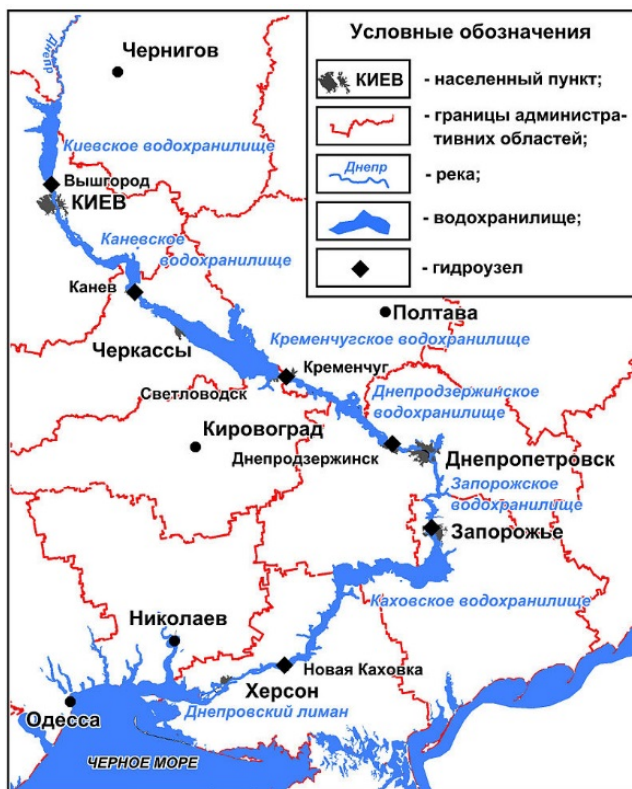 Условные обозначения
КИЕВ
- населенный пункт;
- границы администра-
тивних областей;
Днепр
- река;
- водохранилище;
- гидроузел
Днепр
Чернигов
Киевское водохранилище
Вышгород
КИЕВ
Каневское
водохранилище
Канев
Полтава
Черкассы
Кременчугское водохранилище
Кременчуг
Светловодск
Днепродзержинское
водохранилище
Кировоград
Днепродзержинск
Днепропетровск
Запорожское
водохранилище
Запорожье
Каховское водохранилище
Николаев
Новая Каховка
Херсон
Одесса
Днепровский лиман
ЧЕРНОЕ МОРЕ